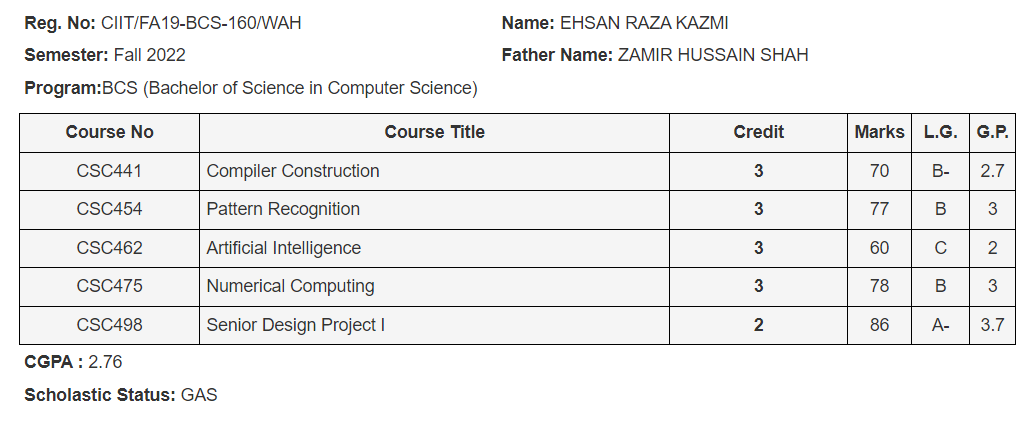 Reg. No: CIIT/FA19-BCS-160/WAH Name: EHSAN RAZA KAZMI
Semester: Fall 2022 Father Name: ZAMIR HUSSAIN SHAH
Program:BCS (Bachelor of Science in Computer Science)
Course No Course Title Credit Marks L.G. G.P.
CSC441 Compiler Construction 3 70 B- 2.7
CSC454 Pattern Recognition 3 77 B 3
CSC462 Artificial Intelligence 3 60 C 2
CSC475 Numerical Computing 3 78 B 3
CSC498 Senior Design Project I 2 86 A- 3.7
CGPA : 2.76
Scholastic Status: GAS